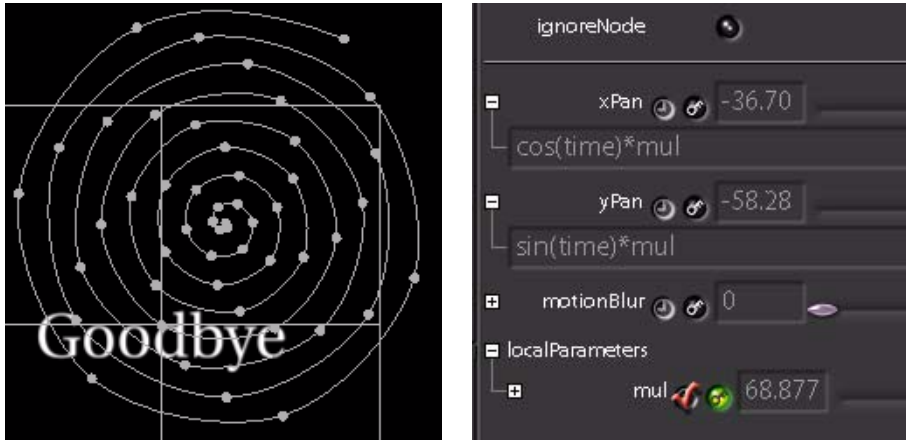 Goodbye
ignoreNode
xPan -36.70
cos(time)*mul
yPan -58.28
sin(time)*mul
motionBlur 0
localParameters
mul 68.877